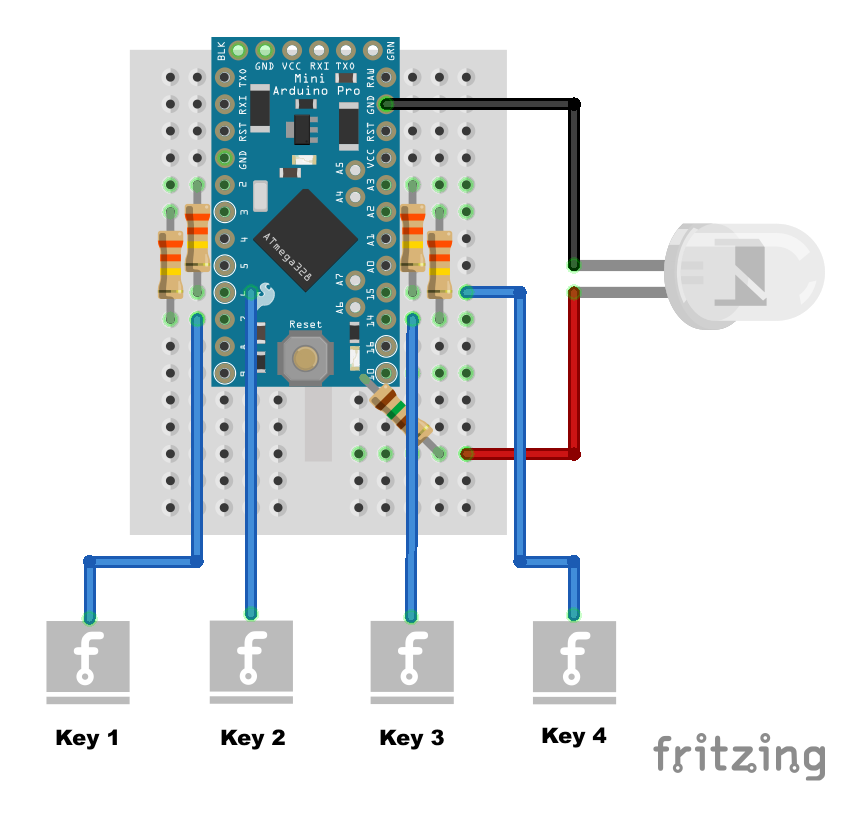 BLK
GND VCC RXI TXO
GRN
Mini
Arduino Pro
TXO
RXI
RST
GND
2
3
4
5
6
7
8
9
RAW
GND
RST
VCC
A3
A2
A1
A0
15
14
16
10
A5
A4
A7
A6
ATmega328
Reset
Key 1
Key 2
Key 3
Key 4
fritzing